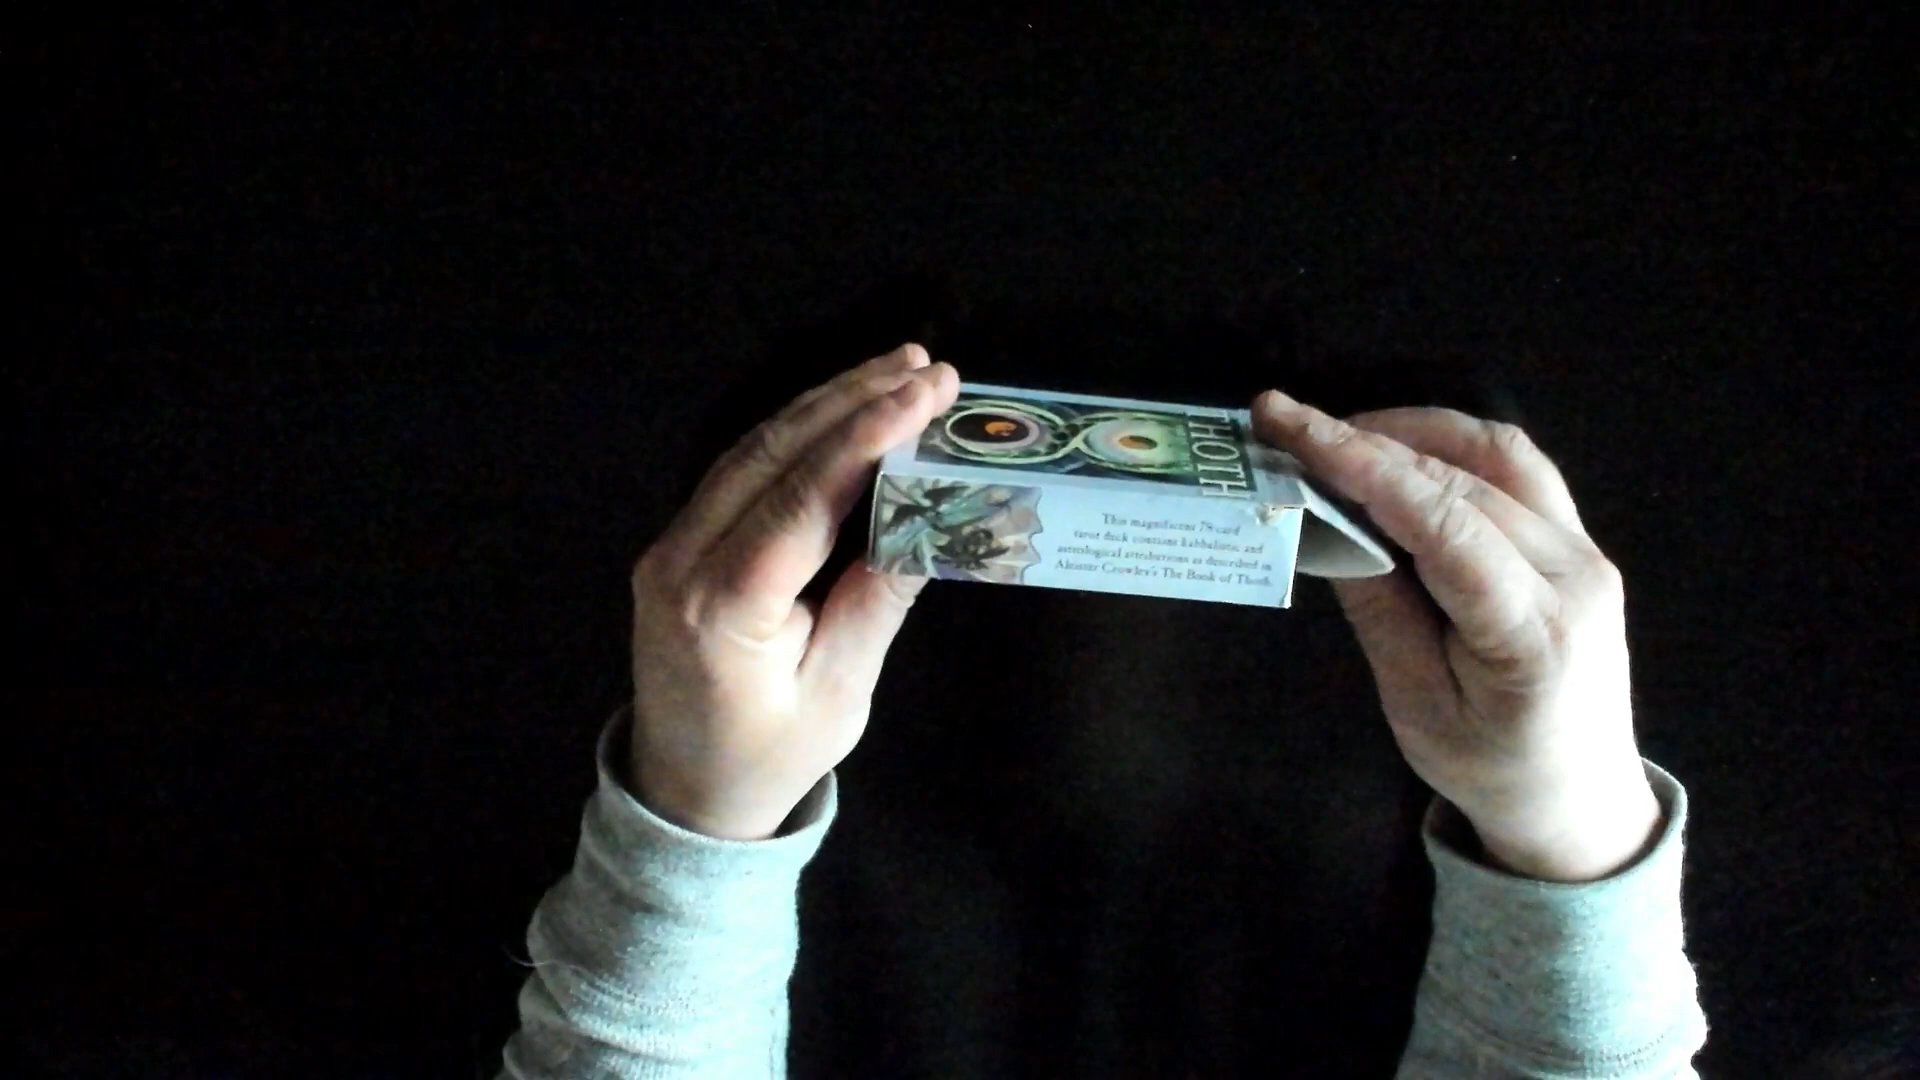 THOTH
This magnificent 78-card
tarot deck contains kabbalistic and
astrological attributions as described in
Aleister Crowley's The Book of Thoth.